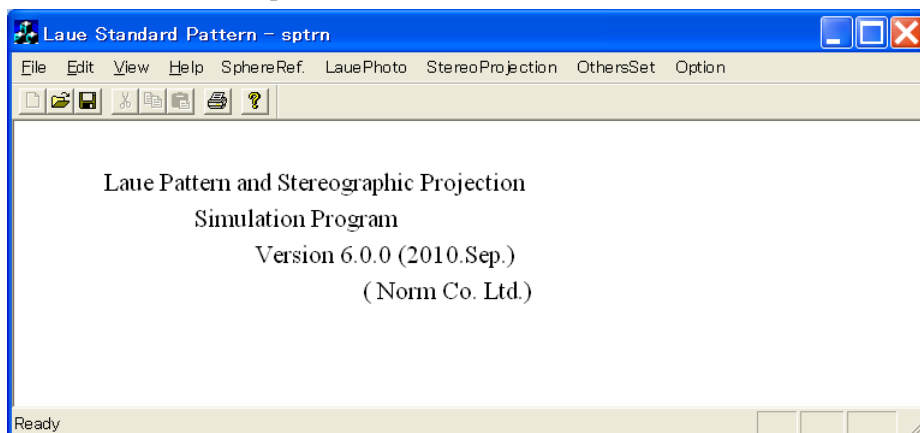 Laue Standard Pattern - sptrn
File Edit View Help SphereRef. LauePhoto StereoProjection OthersSet Option
Laue Pattern and Stereographic Projection
Simulation Program
Version 6.0.0 (2010.Sep.)
( Norm Co. Ltd.)
Ready